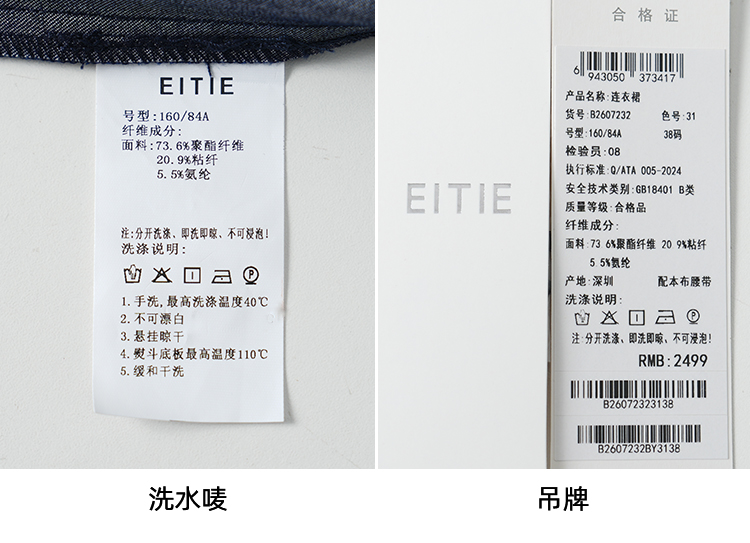 EITIE
号型:160/84A
纤维成分:
面料:73.6%聚酯纤维
20.9%粘纤
5.5%氨纶
注:分开洗涤、即洗即晾、不可浸泡!
洗涤说明:
1.手洗,最高洗涤温度40℃
2.不可漂白
3.悬挂晾干
4.熨斗底板最高温度110℃
5.缓和干洗
洗水唛
EITIE
合格证
6 943050 373417
产品名称:连衣裙
货号:B2607232 色号:31
号型:160/84A 38码
检验员:08
执行标准:Q/ATA 005-2024
安全技术类别:GB18401 B类
质量等级:合格品
纤维成分:
面料:73 6%聚酯纤维 20 9%粘纤
5 5%氨纶
产地:深圳 配本布腰带
洗涤说明:
注:分开洗涤、即洗即晾、不可浸泡!
RMB:2499
B26072323138
B2607232BY3138
吊牌